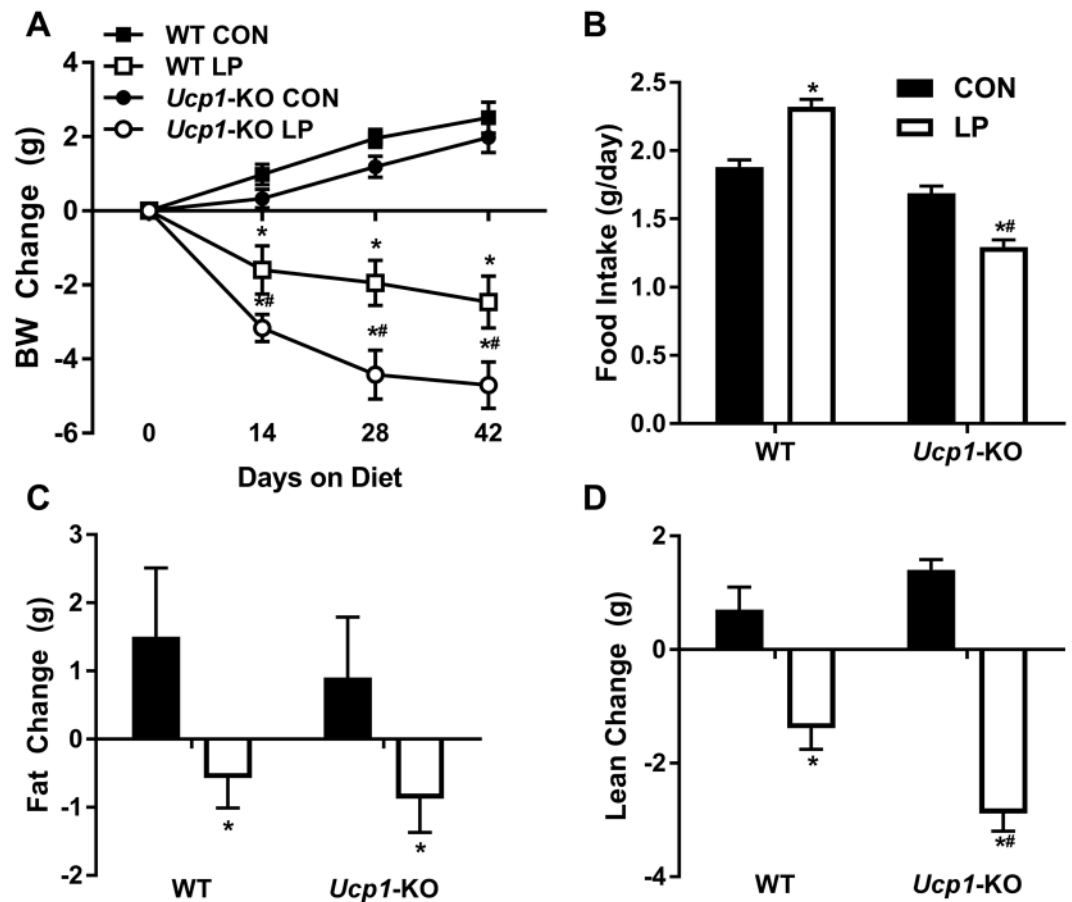 A
WT CON
WT LP
Ucp1-KO CON
Ucp1-KO LP
BW Change (g)
4
2
0
-2
-4
-6
*
*
*
*#
*#
*#
0 14 28 42
Days on Diet
B
CON
LP
Food Intake (g/day)
2.5
2.0
1.5
1.0
0.5
0.0
*
*#
WT Ucp1-KO
C
Fat Change (g)
3
2
1
0
-1
-2
*
*
WT Ucp1-KO
D
Lean Change (g)
2
0
-2
-4
*
*#
WT Ucp1-KO